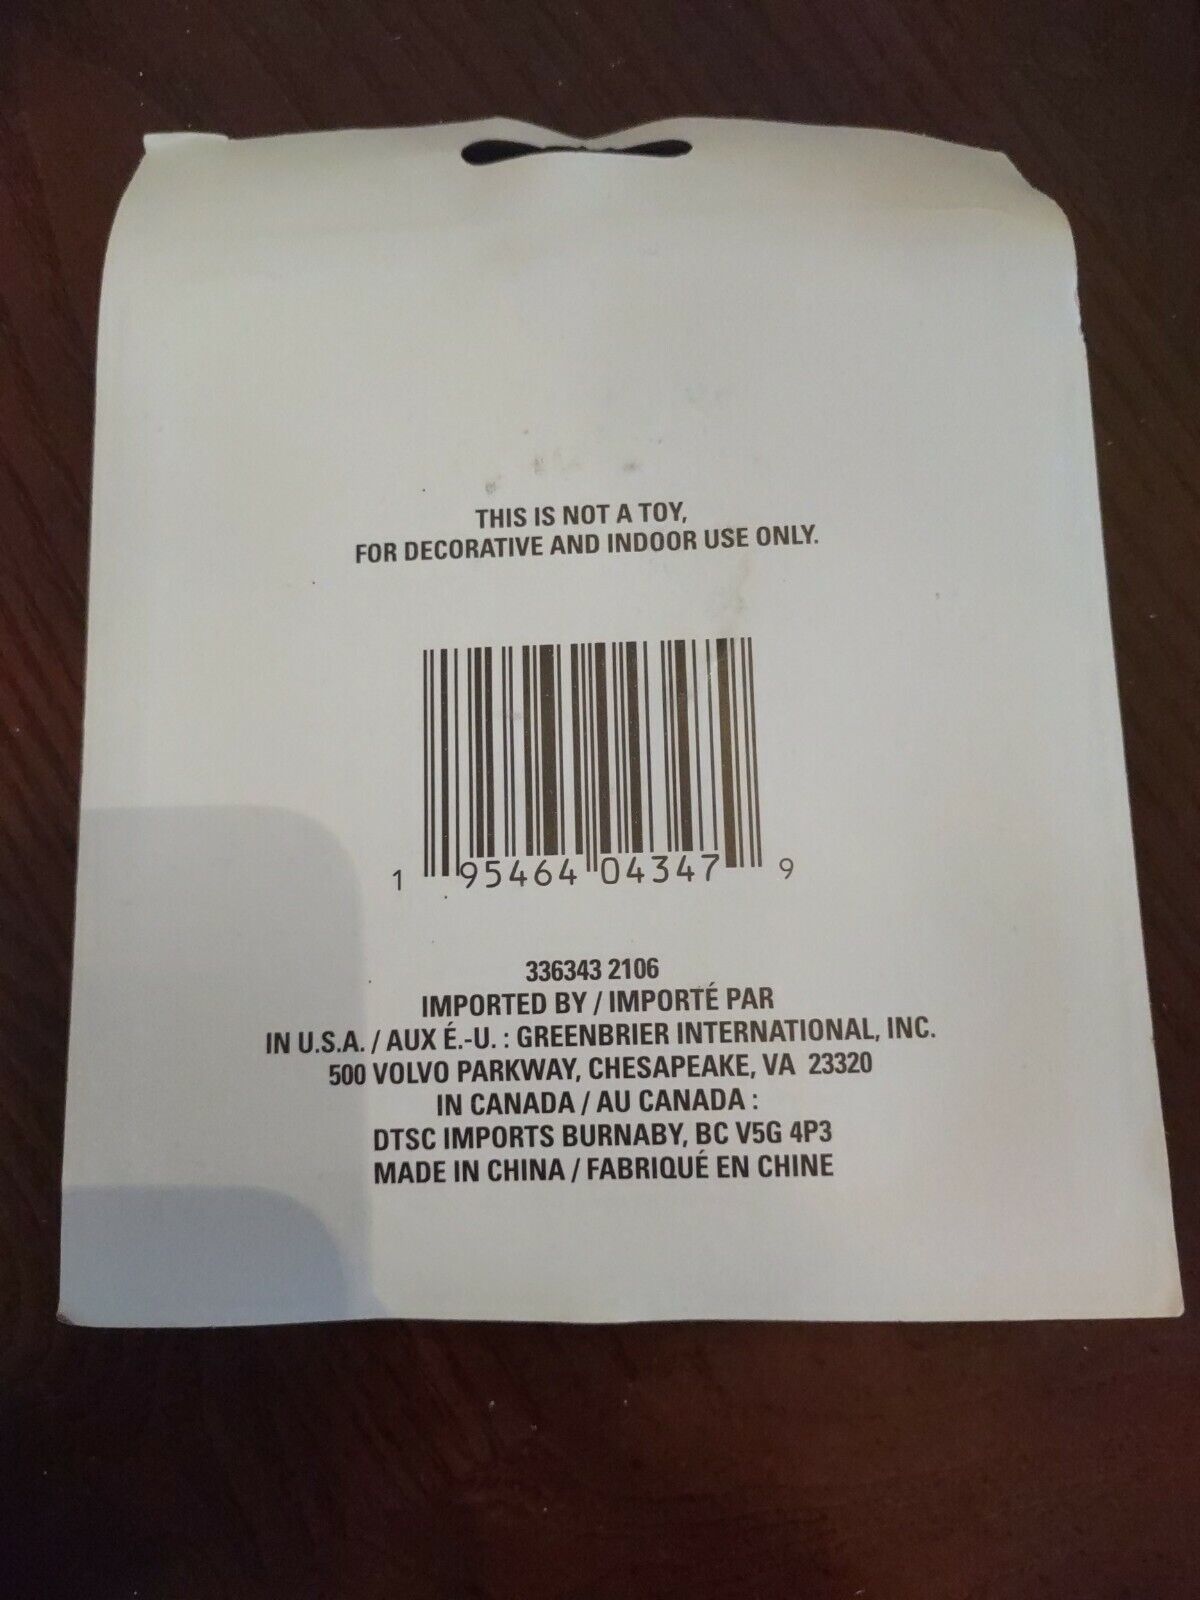 THIS IS NOT A TOY,
FOR DECORATIVE AND INDOOR USE ONLY.
1 95464 04347 9
336343 2106
IMPORTED BY / IMPORTÉ PAR
IN U.S.A. / AUX É.-U. : GREENBRIER INTERNATIONAL, INC.
500 VOLVO PARKWAY, CHESAPEAKE, VA 23320
IN CANADA / AU CANADA :
DTSC IMPORTS BURNABY, BC V5G 4P3
MADE IN CHINA / FABRIQUÉ EN CHINE